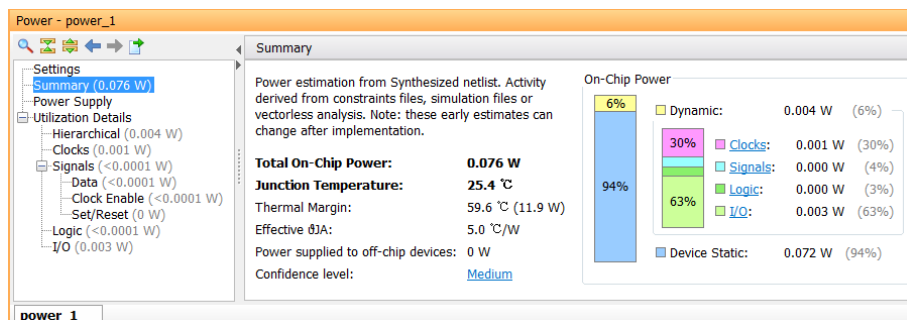 Power - power_1
Settings
Summary (0.076 W)
Power Supply
Utilization Details
Hierarchical (0.004 W)
Clocks (0.001 W)
Signals (<0.0001 W)
Data (<0.0001 W)
Clock Enable (<0.0001 W)
Set/Reset (0 W)
Logic (<0.0001 W)
I/O (0.003 W)
Summary
Power estimation from Synthesized netlist. Activity
derived from constraints files, simulation files or
vectorless analysis. Note: these early estimates can
change after implementation.
Total On-Chip Power: 0.076 W
Junction Temperature: 25.4 ℃
Thermal Margin: 59.6 ℃ (11.9 W)
Effective ϑJA: 5.0 ℃/W
Power supplied to off-chip devices: 0 W
Confidence level: Medium
On-Chip Power
6%
94%
Dynamic: 0.004 W (6%)
30%
63%
Clocks: 0.001 W (30%)
Signals: 0.000 W (4%)
Logic: 0.000 W (3%)
I/O: 0.003 W (63%)
Device Static: 0.072 W (94%)
power_1